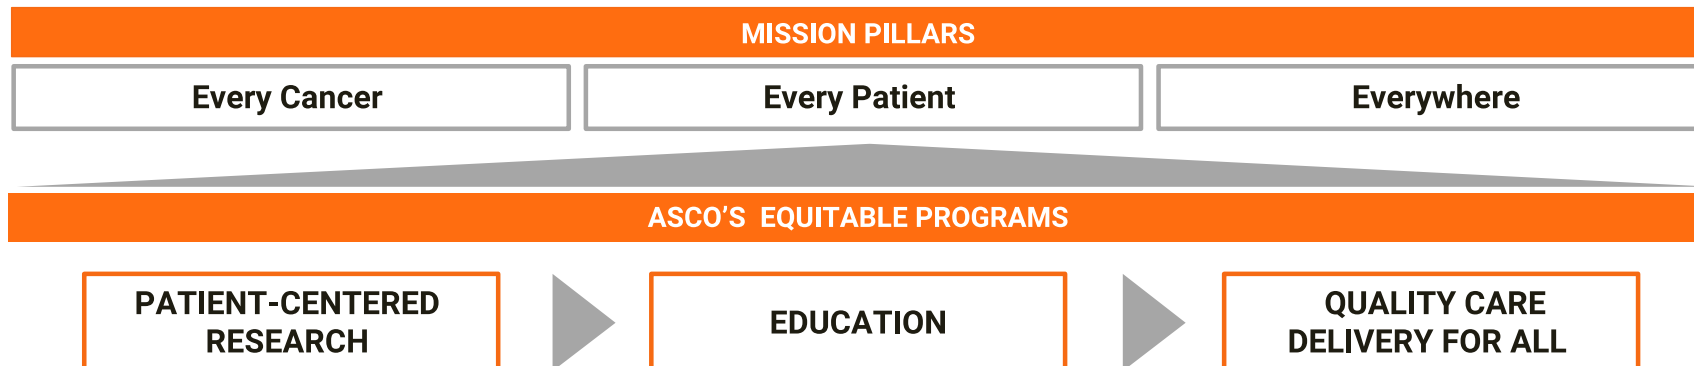 MISSION PILLARS
Every Cancer
Every Patient
Everywhere
ASCO’S  EQUITABLE PROGRAMS
PATIENT-CENTERED
RESEARCH
EDUCATION
QUALITY CARE
DELIVERY FOR ALL